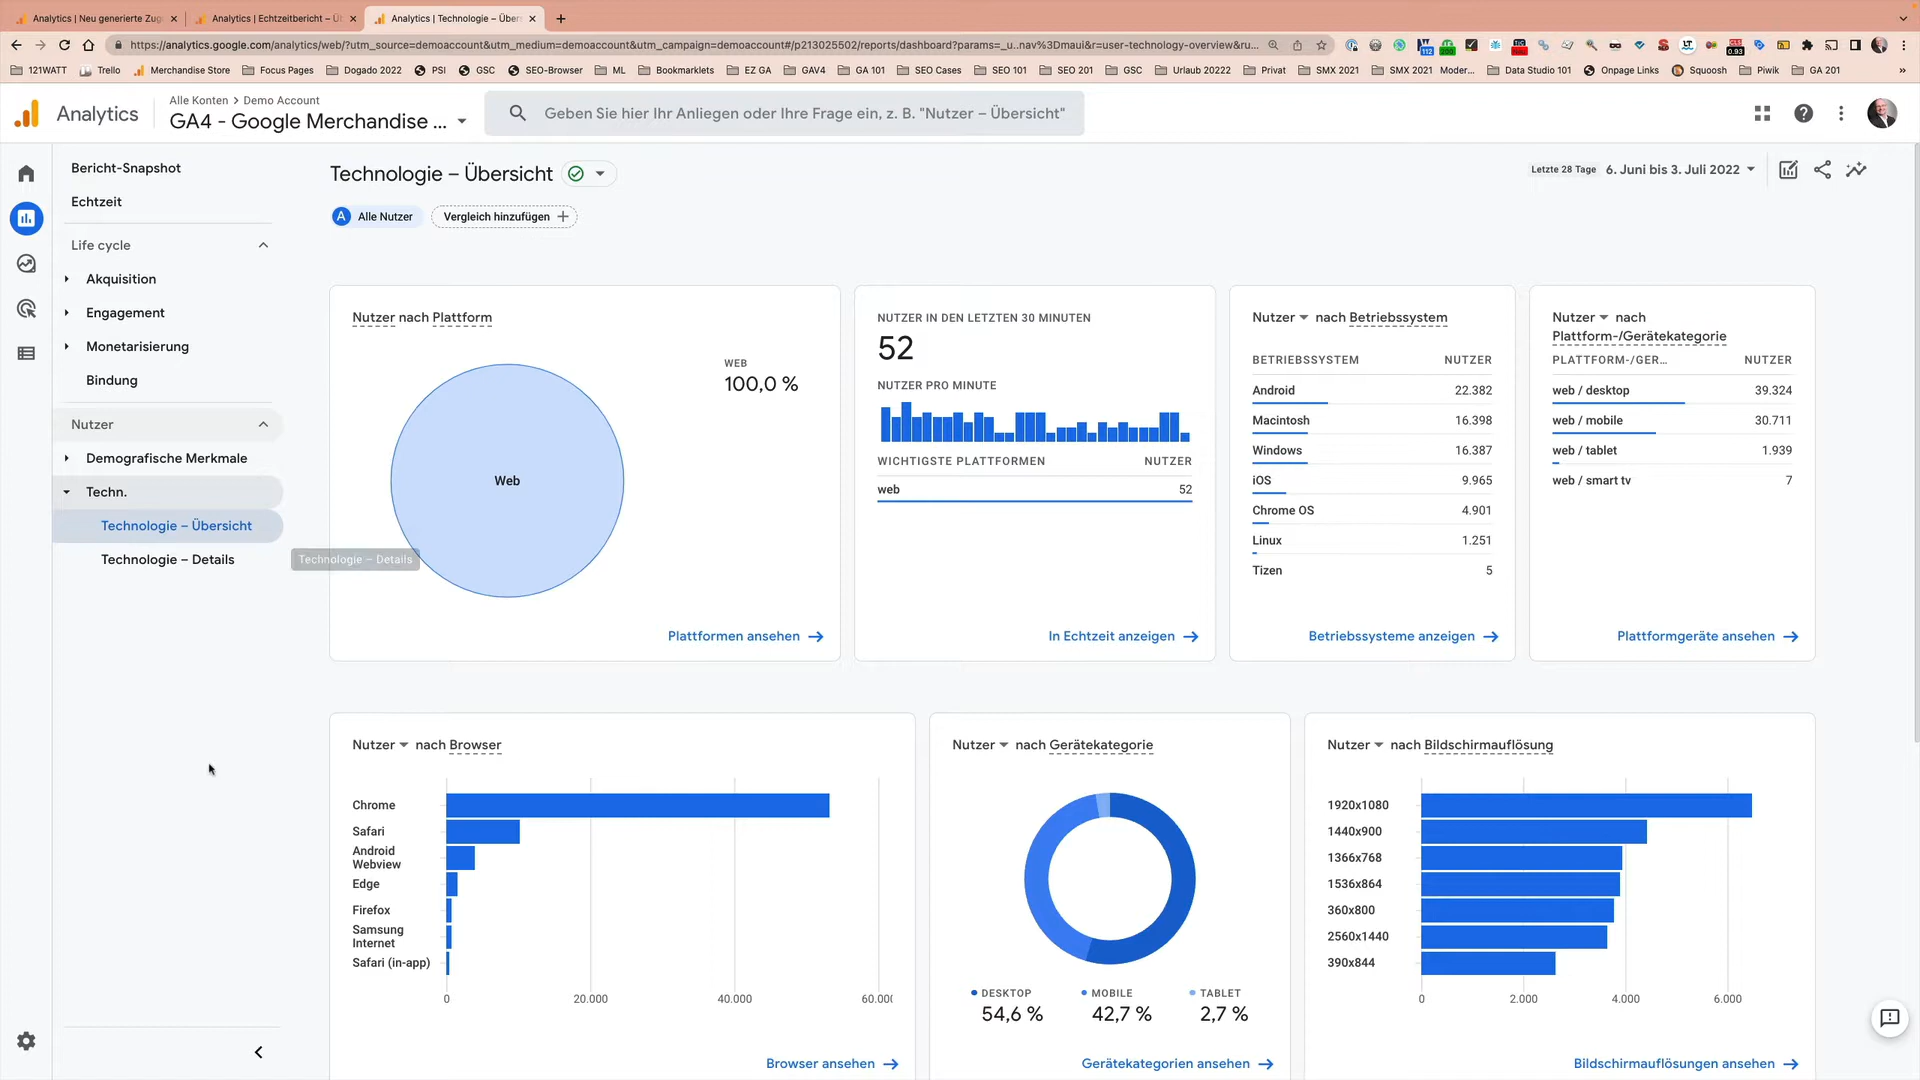 Analytics | Neu generierte Zug
Analytics | Echtzeitbericht – Üb
Analytics | Technologie – Über
https://analytics.google.com/analytics/web/?utm_source=demoaccount&utm_medium=demoaccount&utm_campaign=demoaccount#/p213025502/reports/dashboard?params=_u..nav%3Dmaui&r=user-technology-overview&ru...
121WATT
Trello
Merchandise Store
Focus Pages
Dogado 2022
PSI
GSC
SEO-Browser
ML
Bookmarklets
EZ GA
GAV4
GA 101
SEO Cases
SEO 101
SEO 201
GSC
Urlaub 20222
Privat
SMX 2021
SMX 2021 Moder...
Data Studio 101
Onpage Links
Squoosh
Piwik
GA 201
Analytics
Alle Konten > Demo Account
GA4 - Google Merchandise ...
Geben Sie hier Ihr Anliegen oder Ihre Frage ein, z. B. "Nutzer – Übersicht"
Bericht-Snapshot
Echtzeit
Life cycle
Akquisition
Engagement
Monetarisierung
Bindung
Nutzer
Demografische Merkmale
Techn.
Technologie – Übersicht
Technologie – Details
Technologie – Details
Technologie – Übersicht
Letzte 28 Tage 6. Juni bis 3. Juli 2022
A Alle Nutzer
Vergleich hinzufügen
Nutzer nach Plattform
WEB
100,0 %
Web
Plattformen ansehen
NUTZER IN DEN LETZTEN 30 MINUTEN
52
NUTZER PRO MINUTE
WICHTIGSTE PLATTFORMEN NUTZER
web 52
In Echtzeit anzeigen
Nutzer nach Betriebssystem
BETRIEBSSYSTEM NUTZER
Android 22.382
Macintosh 16.398
Windows 16.387
iOS 9.965
Chrome OS 4.901
Linux 1.251
Tizen 5
Betriebssysteme anzeigen
Nutzer nach
Plattform-/Gerätekategorie
PLATTFORM-/GER... NUTZER
web / desktop 39.324
web / mobile 30.711
web / tablet 1.939
web / smart tv 7
Plattformgeräte ansehen
Nutzer nach Browser
Chrome
Safari
Android
Webview
Edge
Firefox
Samsung
Internet
Safari (in-app)
0 20.000 40.000 60.000
Browser ansehen
Nutzer nach Gerätekategorie
DESKTOP MOBILE TABLET
54,6 % 42,7 % 2,7 %
Gerätekategorien ansehen
Nutzer nach Bildschirmauflösung
1920x1080
1440x900
1366x768
1536x864
360x800
2560x1440
390x844
0 2.000 4.000 6.000
Bildschirmauflösungen ansehen